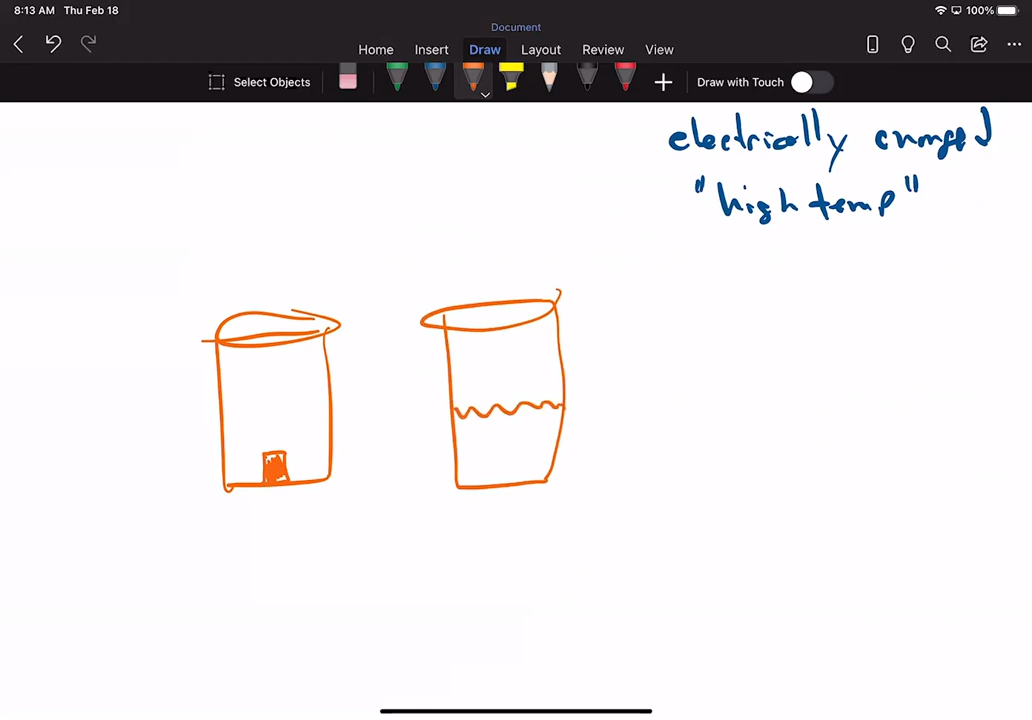 8:13 AM Thu Feb 18
100%
Document
Home Insert Draw Layout Review View
Select Objects
Draw with Touch
electrically charged
"high temp"